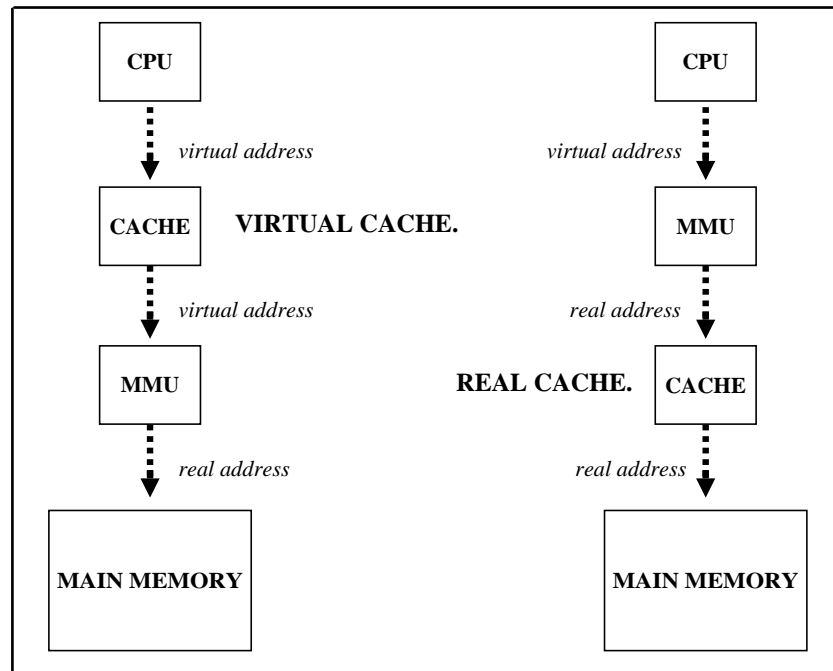 CPU
virtual address
CACHE
VIRTUAL CACHE.
virtual address
MMU
real address
MAIN MEMORY
CPU
virtual address
MMU
real address
REAL CACHE.
CACHE
real address
MAIN MEMORY